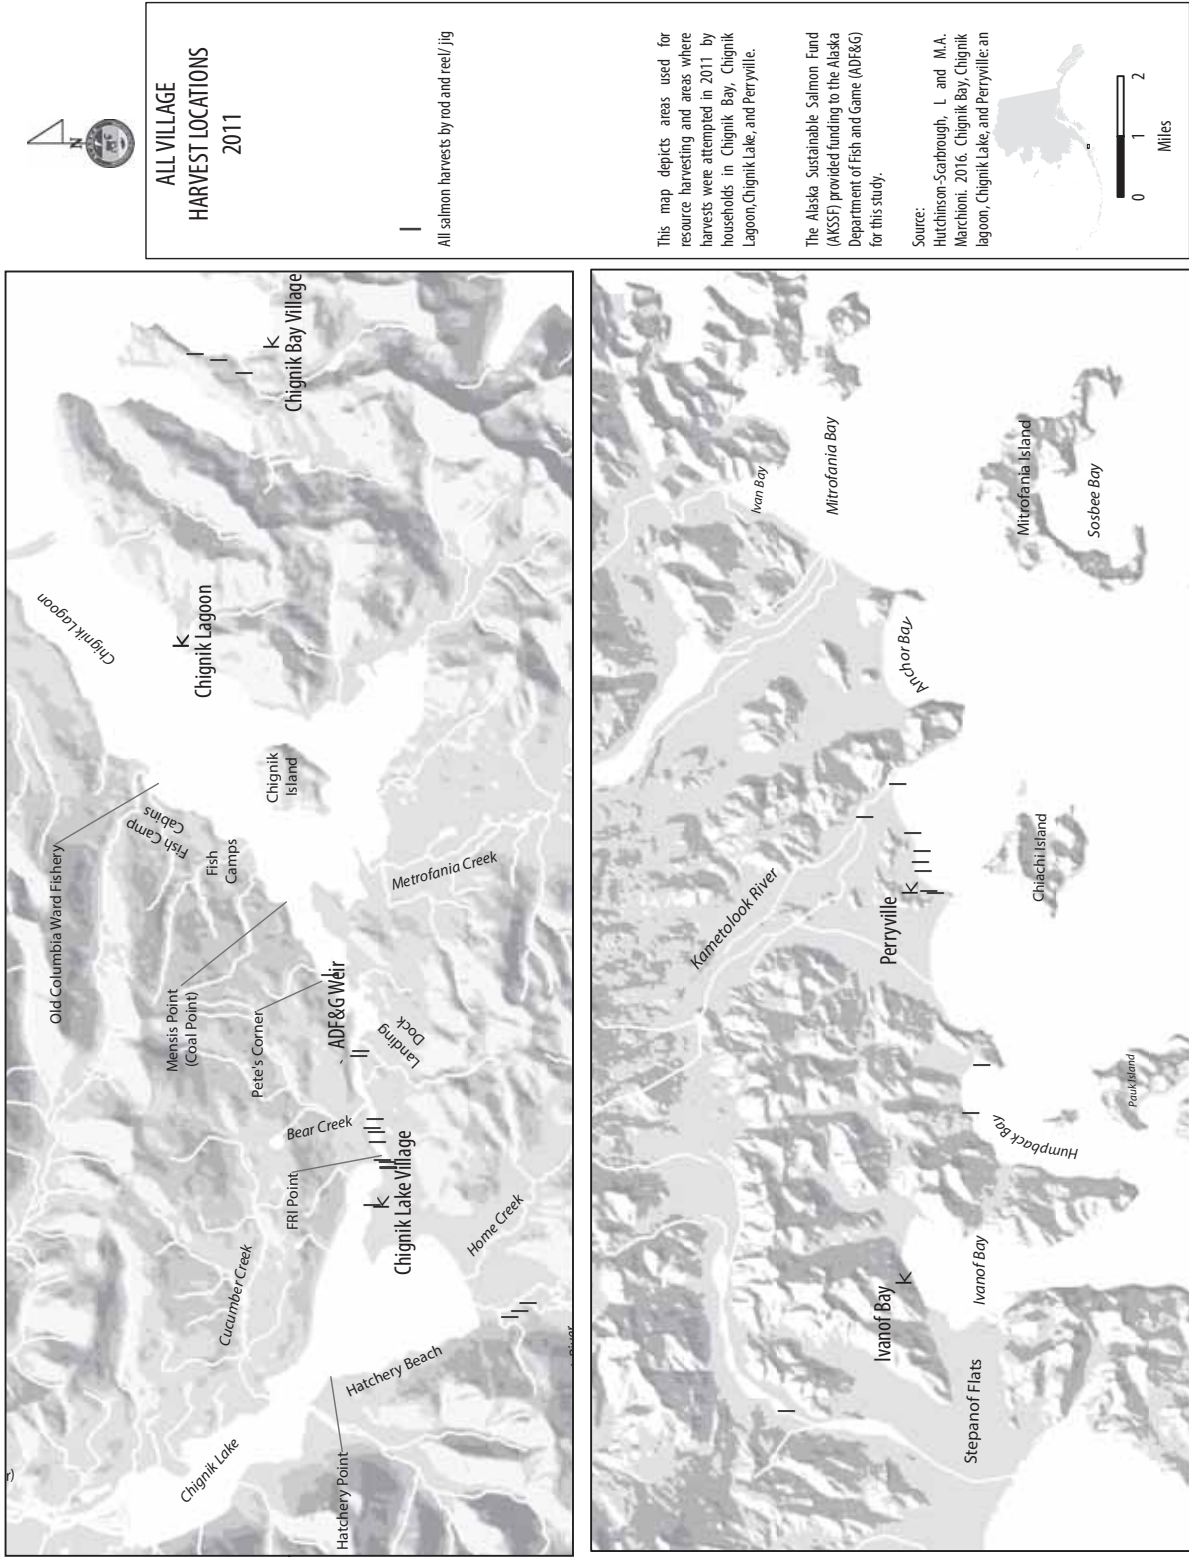 N
ALL VILLAGE
HARVEST LOCATIONS
2011
All salmon harvests by rod and reel/ jig
This map depicts areas used for
resource harvesting and areas where
harvests were attempted in 2011 by
households in Chignik Bay, Chignik
Lagoon,Chignik Lake, and Perryville.
The Alaska Sustainable Salmon Fund
(AKSSF) provided funding to the Alaska
Department of Fish and Game (ADF&G)
for this study.
Source:
Hutchinson-Scarbrough, L and M.A.
Marchioni. 2016. Chignik Bay, Chignik
lagoon, Chignik Lake, and Perryville: an
0 1 2
Miles
r)
Chignik Lake
Hatchery Point
Hatchery Beach
Cucumber Creek
FRI Point
Bear Creek
Chignik Lake Village
Home Creek
River
Old Columbia Ward Fishery
Mensis Point
(Coal Point)
Pete's Corner
ADF&G Weir
Landing
Dock
Fish Camp
Cabins
Fish
Camps
Metrofania Creek
Chignik
Island
Chignik Lagoon
Chignik Lagoon
Chignik Bay Village
Stepanof Flats
Ivanof Bay
Ivanof Bay
Humpback Bay
Pauk Island
Kametolook River
Perryville
Chiachi Island
Anchor Bay
Ivan Bay
Mitrofania Bay
Mitrofania Island
Sosbee Bay